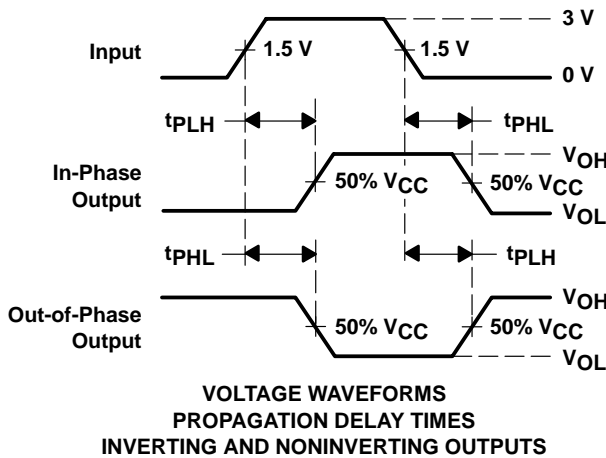 3 V
Input
1.5 V
1.5 V
0 V
tPLH
tPHL
In-Phase
Output
VOH
50% VCC
50% VCC
VOL
tPHL
tPLH
Out-of-Phase
Output
VOH
50% VCC
50% VCC
VOL
VOLTAGE WAVEFORMS
PROPAGATION DELAY TIMES
INVERTING AND NONINVERTING OUTPUTS